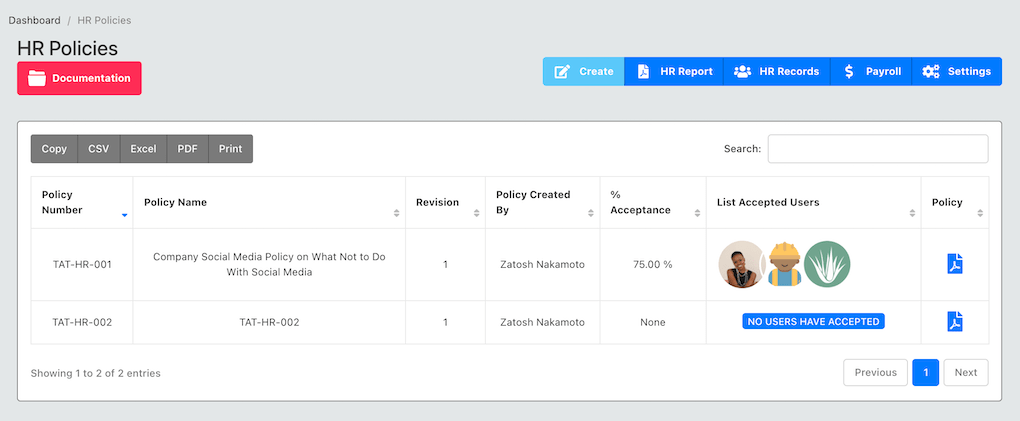 Dashboard / HR Policies
HR Policies
Documentation
Create HR Report HR Records Payroll Settings
Copy CSV Excel PDF Print
Search:
Policy Number Policy Name Revision Policy Created By % Acceptance List Accepted Users Policy
TAT-HR-001 Company Social Media Policy on What Not to Do With Social Media 1 Zatosh Nakamoto 75.00 %
TAT-HR-002 TAT-HR-002 1 Zatosh Nakamoto None NO USERS HAVE ACCEPTED
Showing 1 to 2 of 2 entries
Previous 1 Next